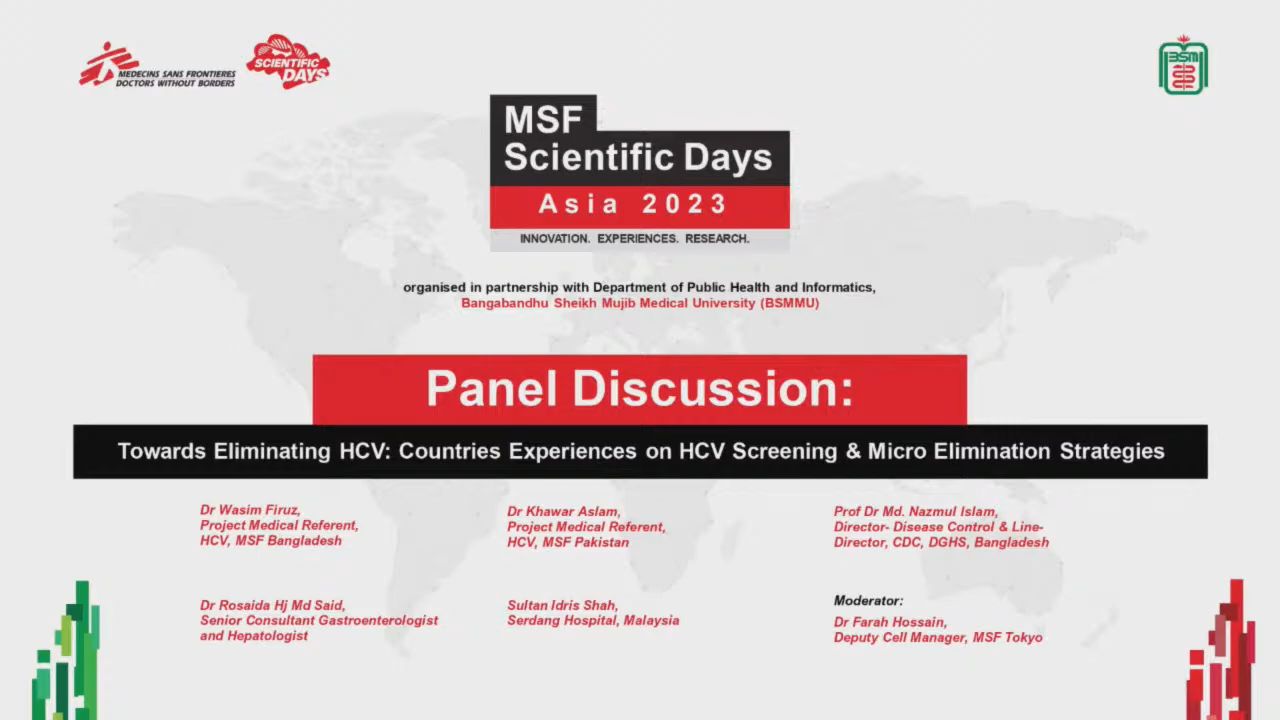 MEDECINS SANS FRONTIERES
DOCTORS WITHOUT BORDERS
SCIENTIFIC
DAYS
BSM
MSF
Scientific Days
Asia 2023
INNOVATION. EXPERIENCES. RESEARCH.
organised in partnership with Department of Public Health and Informatics,
Bangabandhu Sheikh Mujib Medical University (BSMMU)
Panel Discussion:
Towards Eliminating HCV: Countries Experiences on HCV Screening & Micro Elimination Strategies
Dr Wasim Firuz,
Project Medical Referent,
HCV, MSF Bangladesh
Dr Khawar Aslam,
Project Medical Referent,
HCV, MSF Pakistan
Prof Dr Md. Nazmul Islam,
Director- Disease Control & Line-
Director, CDC, DGHS, Bangladesh
Dr Rosaida Hj Md Said,
Senior Consultant Gastroenterologist
and Hepatologist
Sultan Idris Shah,
Serdang Hospital, Malaysia
Moderator:
Dr Farah Hossain,
Deputy Cell Manager, MSF Tokyo